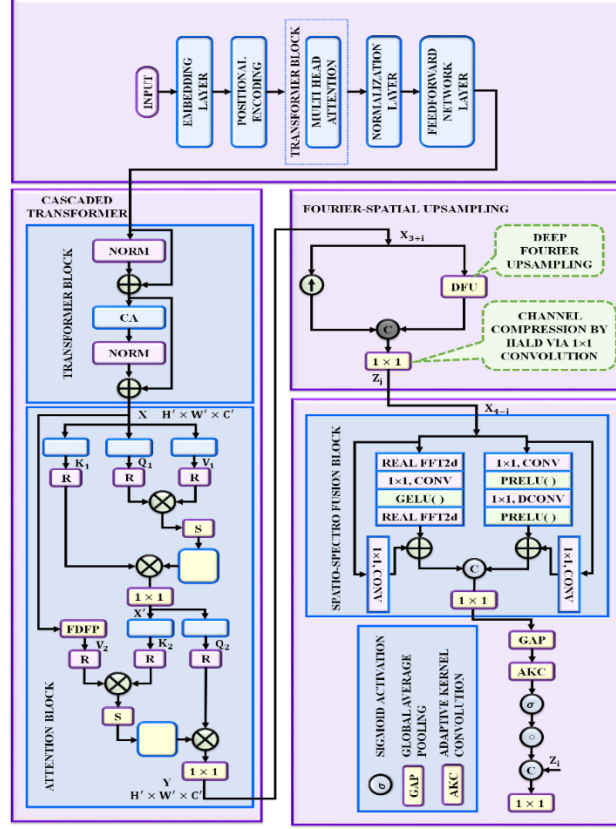 INPUT
EMBEDDING
LAYER
POSITIONAL
ENCODING
TRANSFORMER BLOCK
MULTI HEAD
ATTENTION
NORMALIZATION
LAYER
FEEDFORWARD
NETWORK
LAYER
CASCADED
TRANSFORMER
TRANSFORMER BLOCK
NORM
CA
NORM
X H′ × W′ × C′
K₁
Q₁
V₁
R
R
R
S
1 × 1
X′
FDFP
V₂
K₂
Q₂
R
R
R
S
1 × 1
Y
H′ × W′ × C′
ATTENTION BLOCK
FOURIER-SPATIAL UPSAMPLING
X₃₊ᵢ
DEEP
FOURIER
UPSAMPLING
DFU
C
CHANNEL
COMPRESSION BY
HALD VIA 1×1
CONVOLUTION
1 × 1
Zᵢ
X₄₋ᵢ
SPATIO-SPECTRO FUSION BLOCK
REAL FFT2d
1×1, CONV
GELU( )
REAL FFT2d
1×1, CONV
PRELU( )
1×1, DCONV
PRELU( )
1×1, CONV
1×1, CONV
C
1 × 1
GAP
AKC
σ
C
Zᵢ
1 × 1
SIGMOID ACTIVATION
GLOBAL AVERAGE
POOLING
ADAPTIVE KERNEL
CONVOLUTION
σ
GAP
AKC